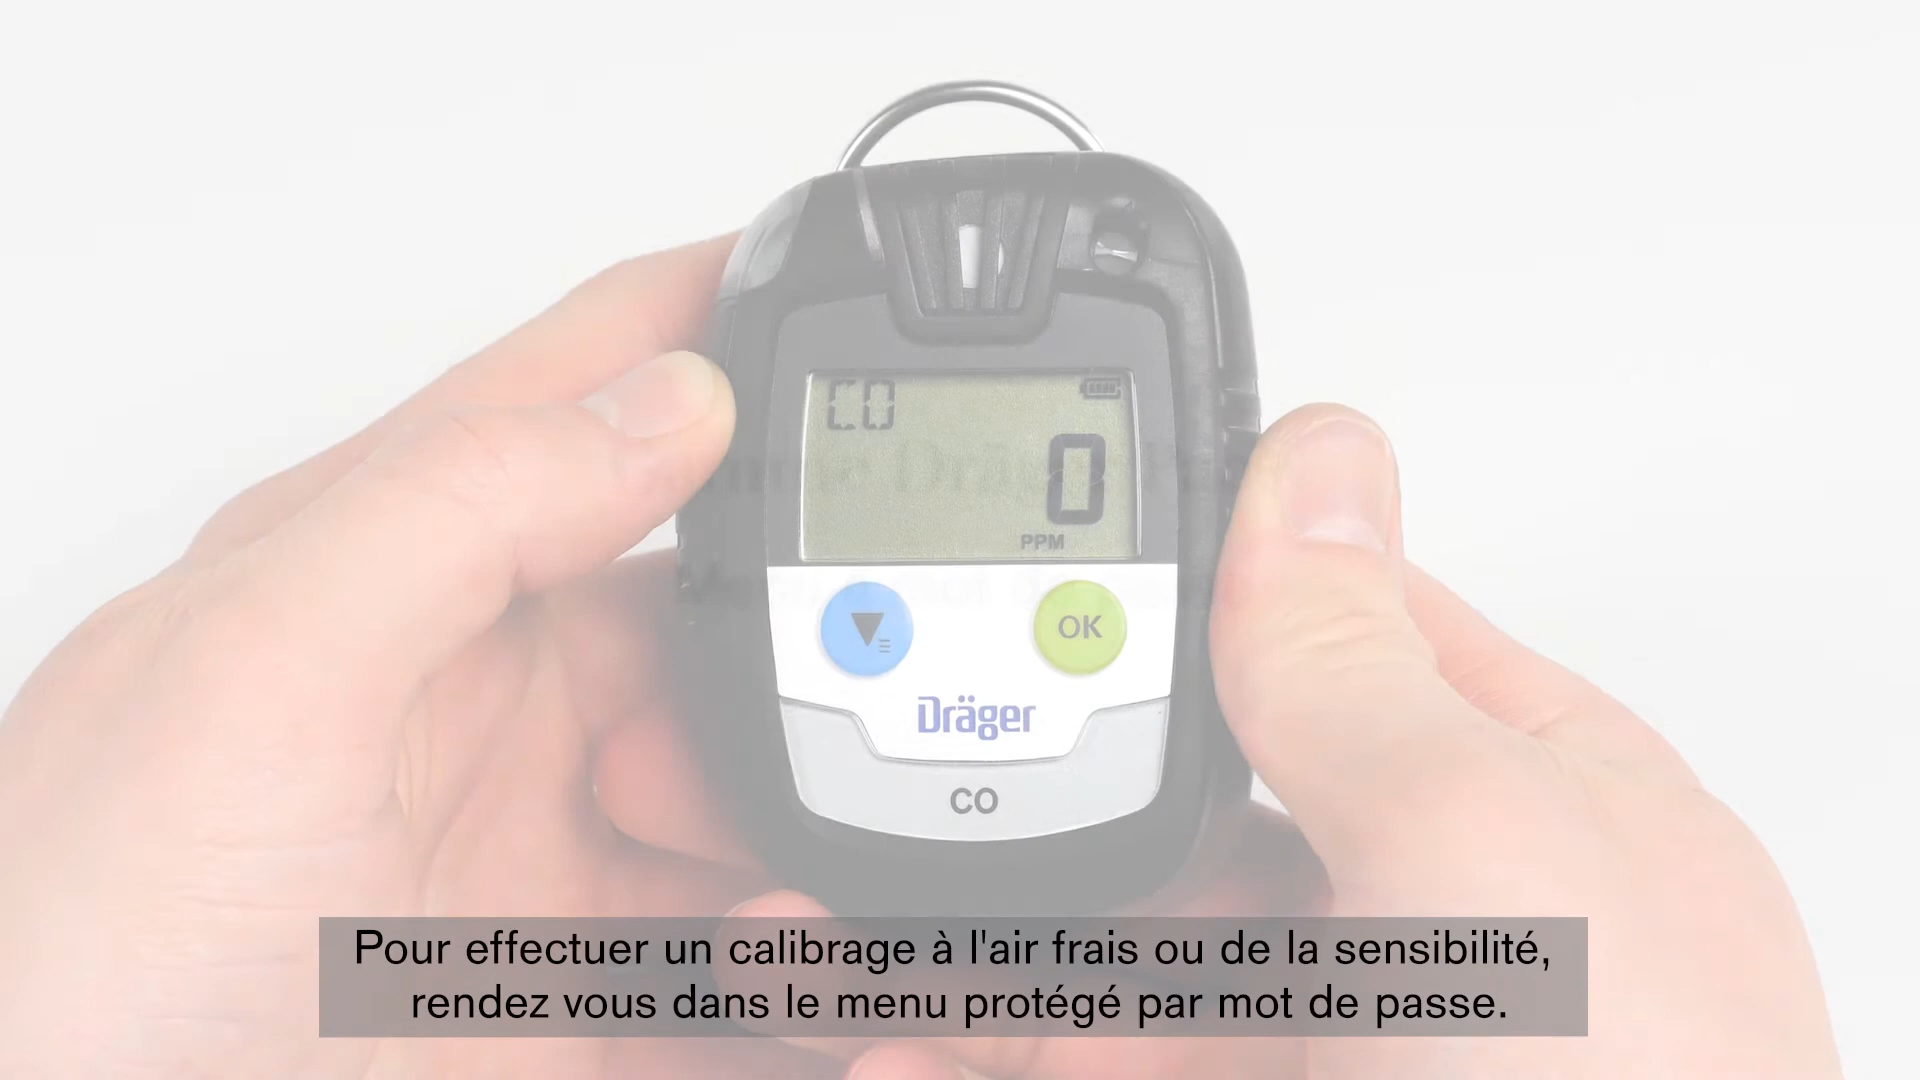 CO
0
PPM
OK
Dräger
CO
Pour effectuer un calibrage à l'air frais ou de la sensibilité,
rendez vous dans le menu protégé par mot de passe.